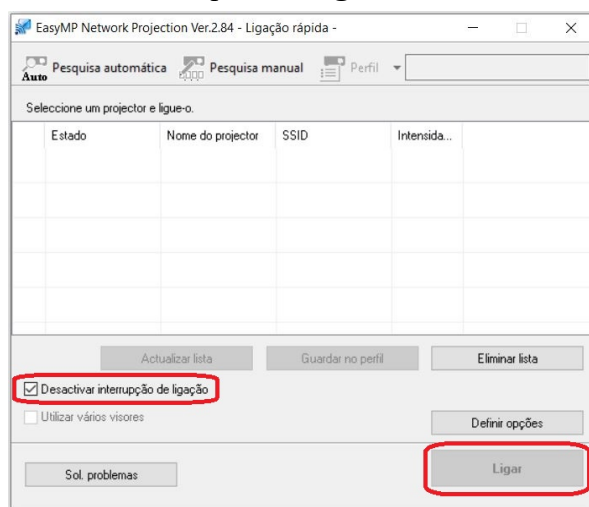 EasyMP Network Projection Ver.2.84 - Ligação rápida -
Auto Pesquisa automática Pesquisa manual Perfil
Seleccione um projector e ligue-o.
Estado Nome do projector SSID Intensida...
Actualizar lista Guardar no perfil Eliminar lista
Desactivar interrupção de ligação
Utilizar vários visores
Definir opções
Sol. problemas Ligar